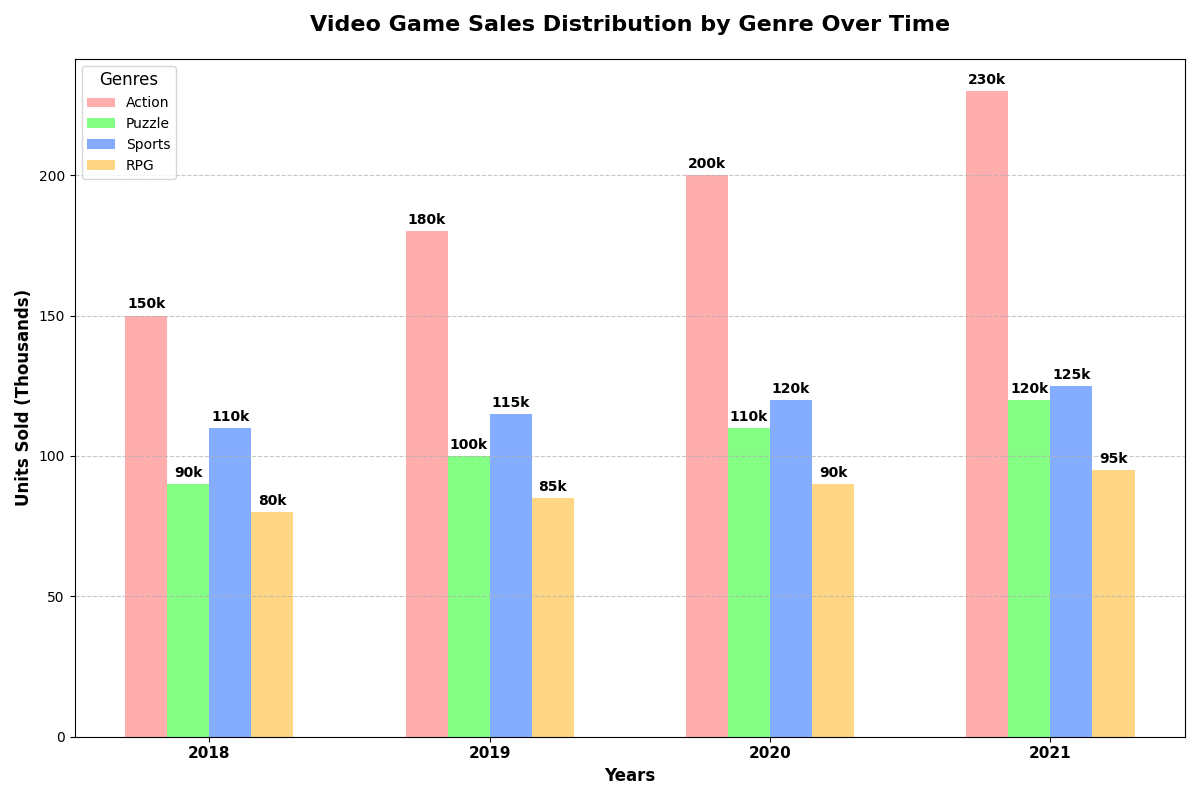 Video Game Sales Distribution by Genre Over Time
Genres
Action
Puzzle
Sports
RPG
Units Sold (Thousands)
200
150
100
50
0
150k
90k
110k
80k
180k
100k
115k
85k
200k
110k
120k
90k
230k
120k
125k
95k
2018
2019
2020
2021
Years